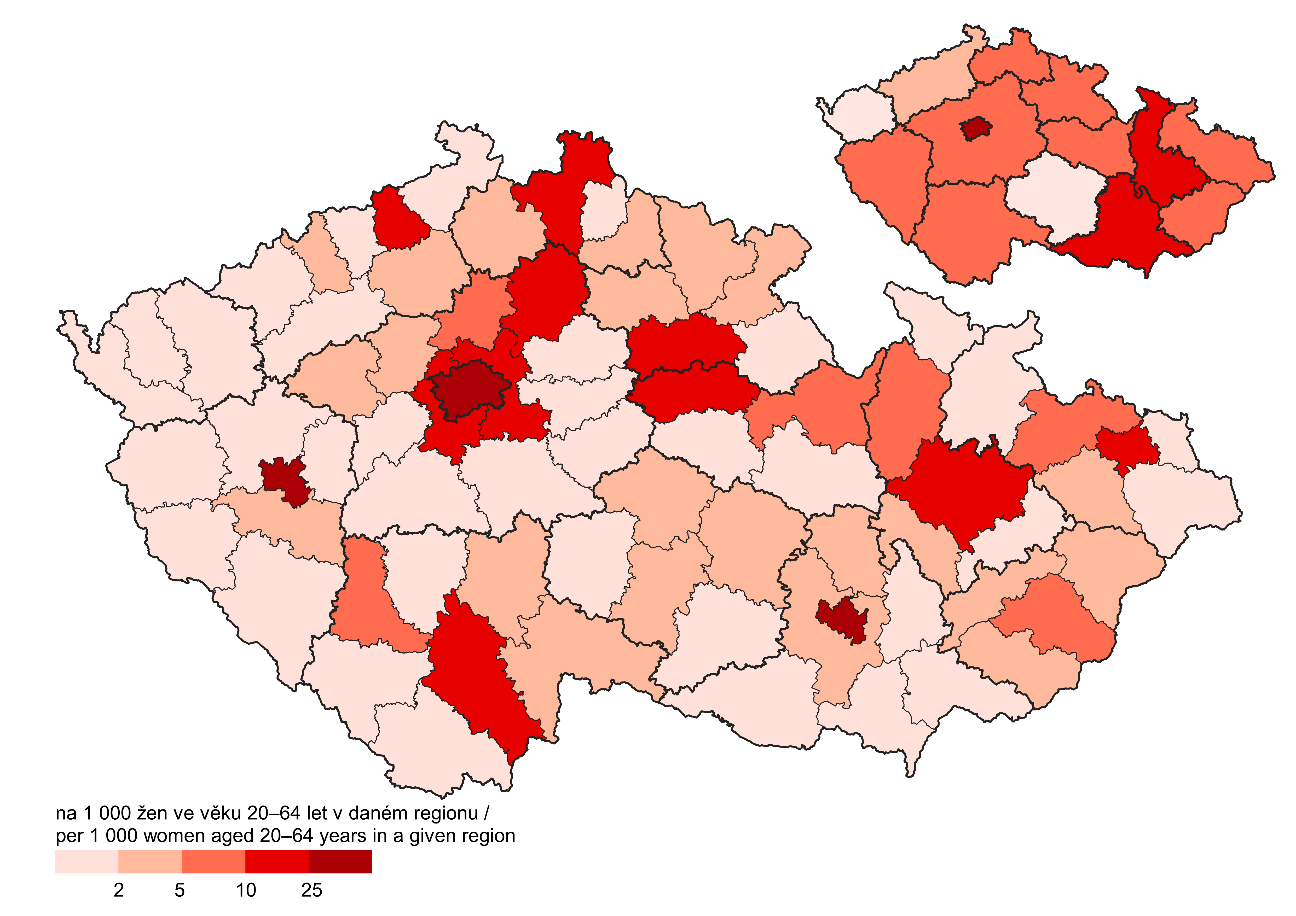 na 1 000 žen ve věku 20–64 let v daném regionu /
per 1 000 women aged 20–64 years in a given region
2 5 10 25